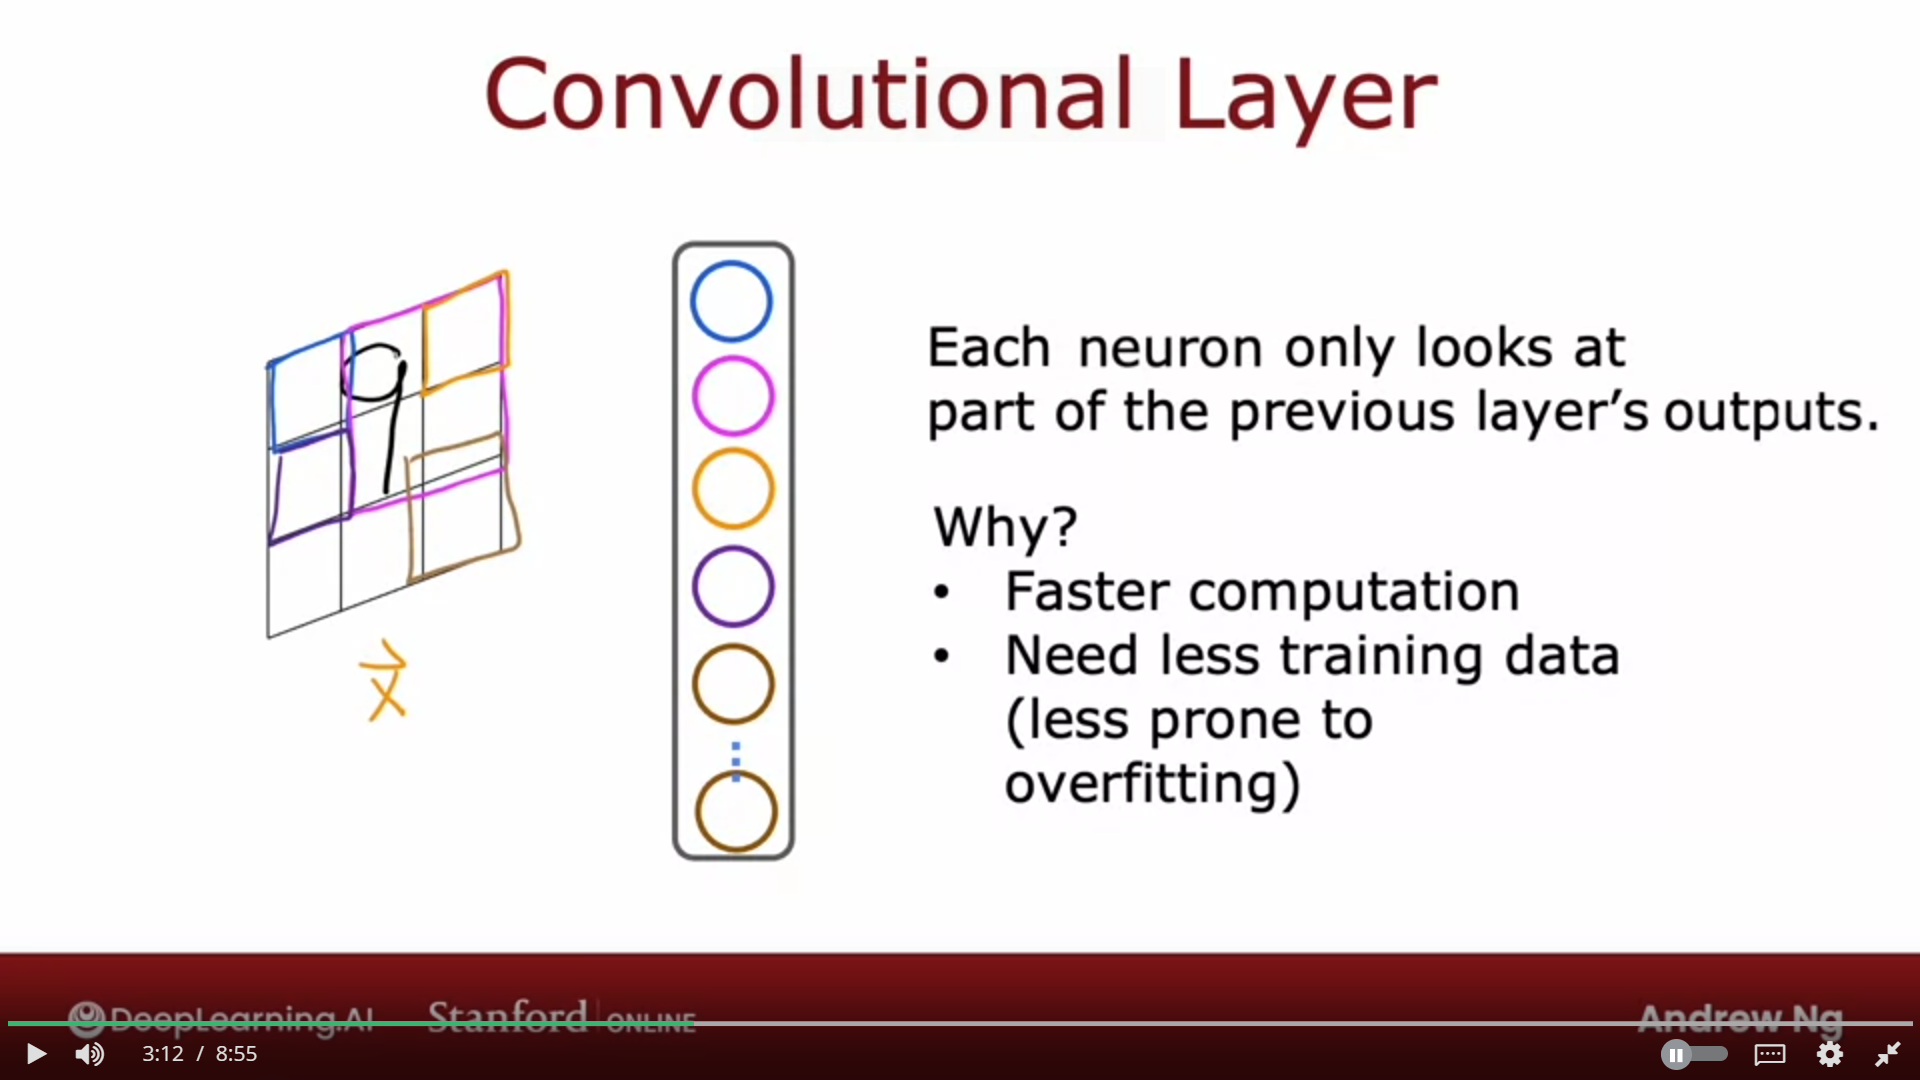 Convolutional Layer
9
x⃗
Each neuron only looks at
part of the previous layer’s outputs.
Why?
• Faster computation
• Need less training data
(less prone to
overfitting)
DeepLearning.AI Stanford ONLINE Andrew Ng
3:12 / 8:55